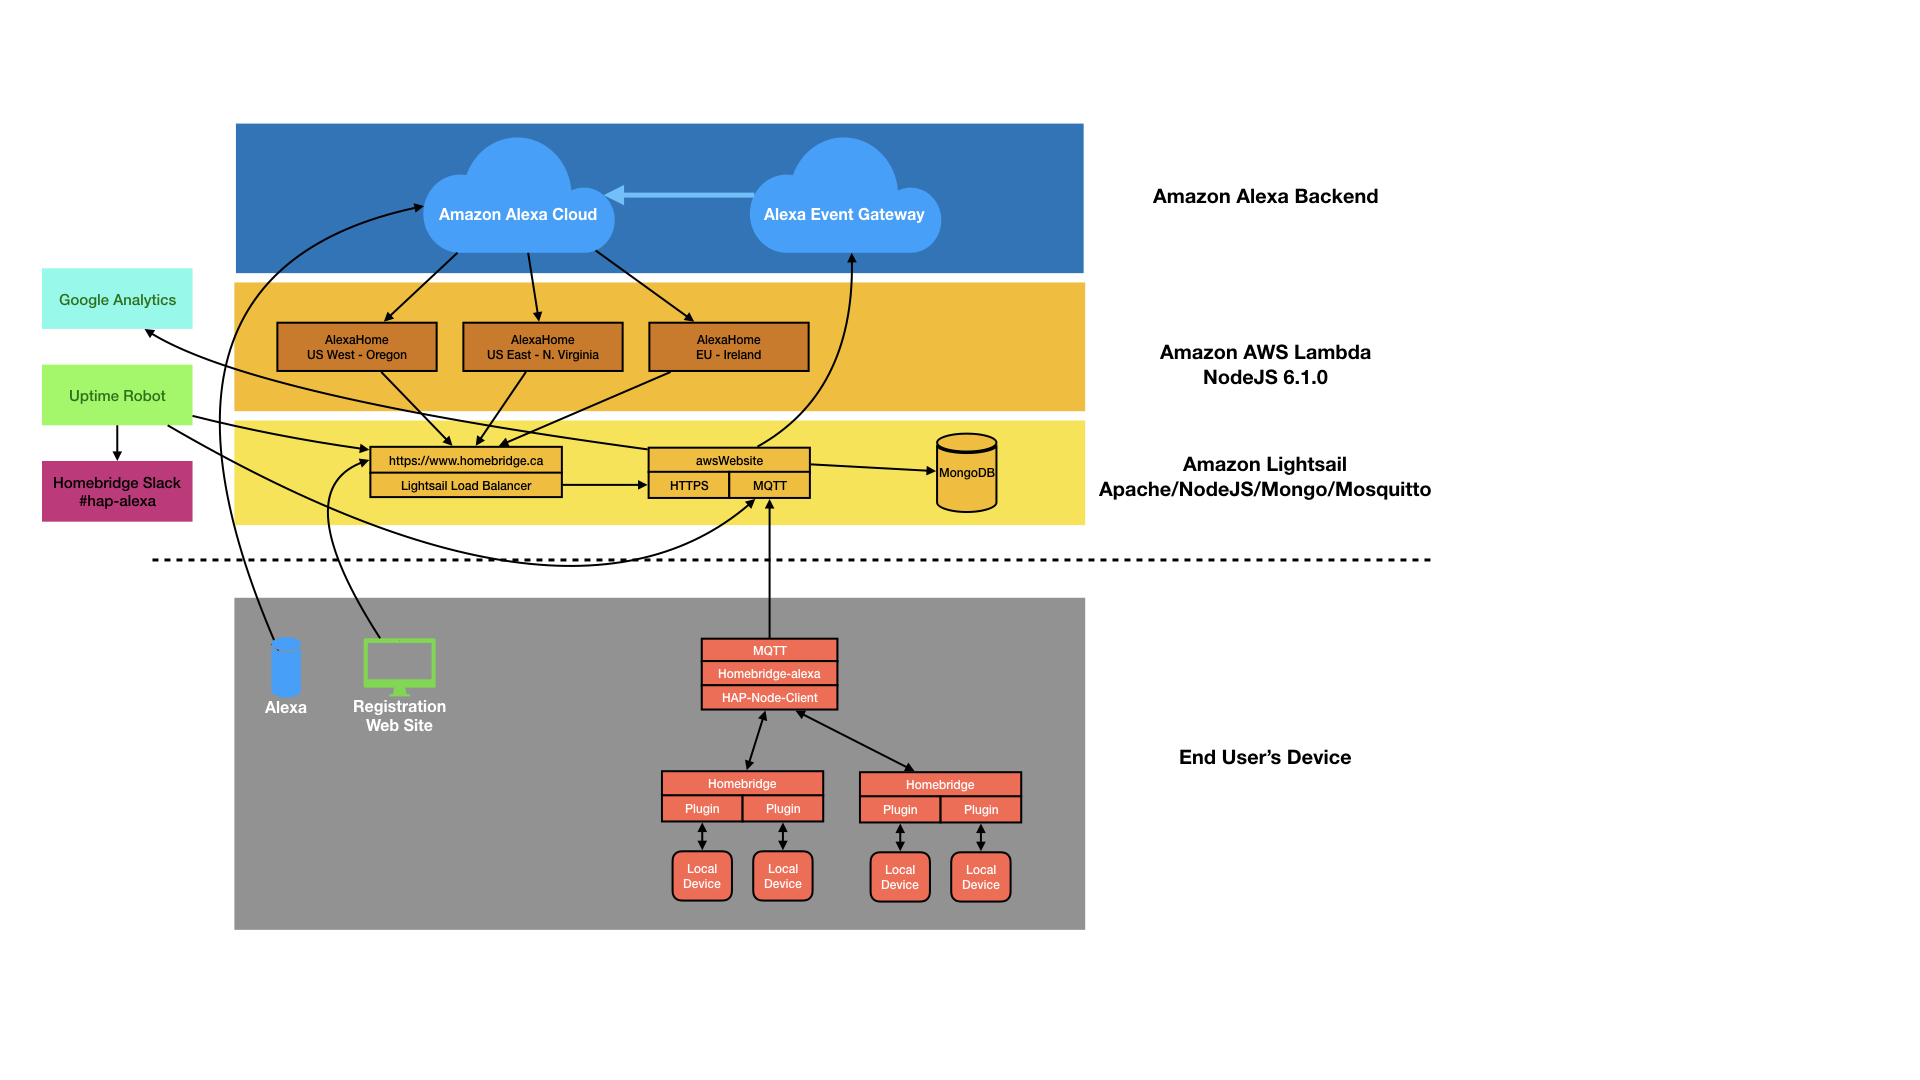 Amazon Alexa Cloud
Alexa Event Gateway
Amazon Alexa Backend
Google Analytics
AlexaHome
US West - Oregon
AlexaHome
US East - N. Virginia
AlexaHome
EU - Ireland
Amazon AWS Lambda
NodeJS 6.1.0
Uptime Robot
Homebridge Slack
#hap-alexa
https://www.homebridge.ca
Lightsail Load Balancer
awsWebsite
HTTPS
MQTT
MongoDB
Amazon Lightsail
Apache/NodeJS/Mongo/Mosquitto
Alexa
Registration
Web Site
MQTT
Homebridge-alexa
HAP-Node-Client
End User’s Device
Homebridge
Plugin
Plugin
Homebridge
Plugin
Plugin
Local
Device
Local
Device
Local
Device
Local
Device